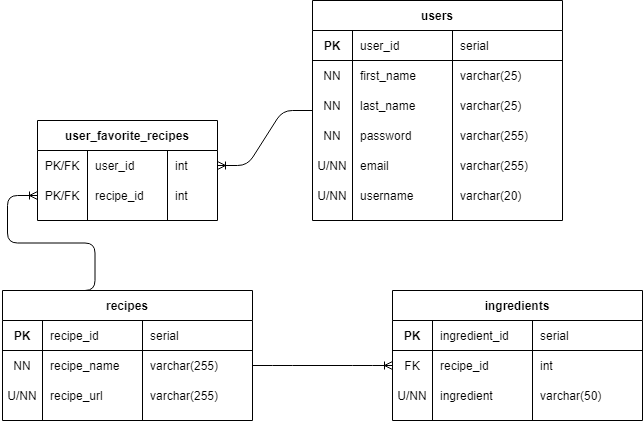 users
PK user_id serial
NN first_name varchar(25)
NN last_name varchar(25)
NN password varchar(255)
U/NN email varchar(255)
U/NN username varchar(20)
user_favorite_recipes
PK/FK user_id int
PK/FK recipe_id int
recipes
PK recipe_id serial
NN recipe_name varchar(255)
U/NN recipe_url varchar(255)
ingredients
PK ingredient_id serial
FK recipe_id int
U/NN ingredient varchar(50)